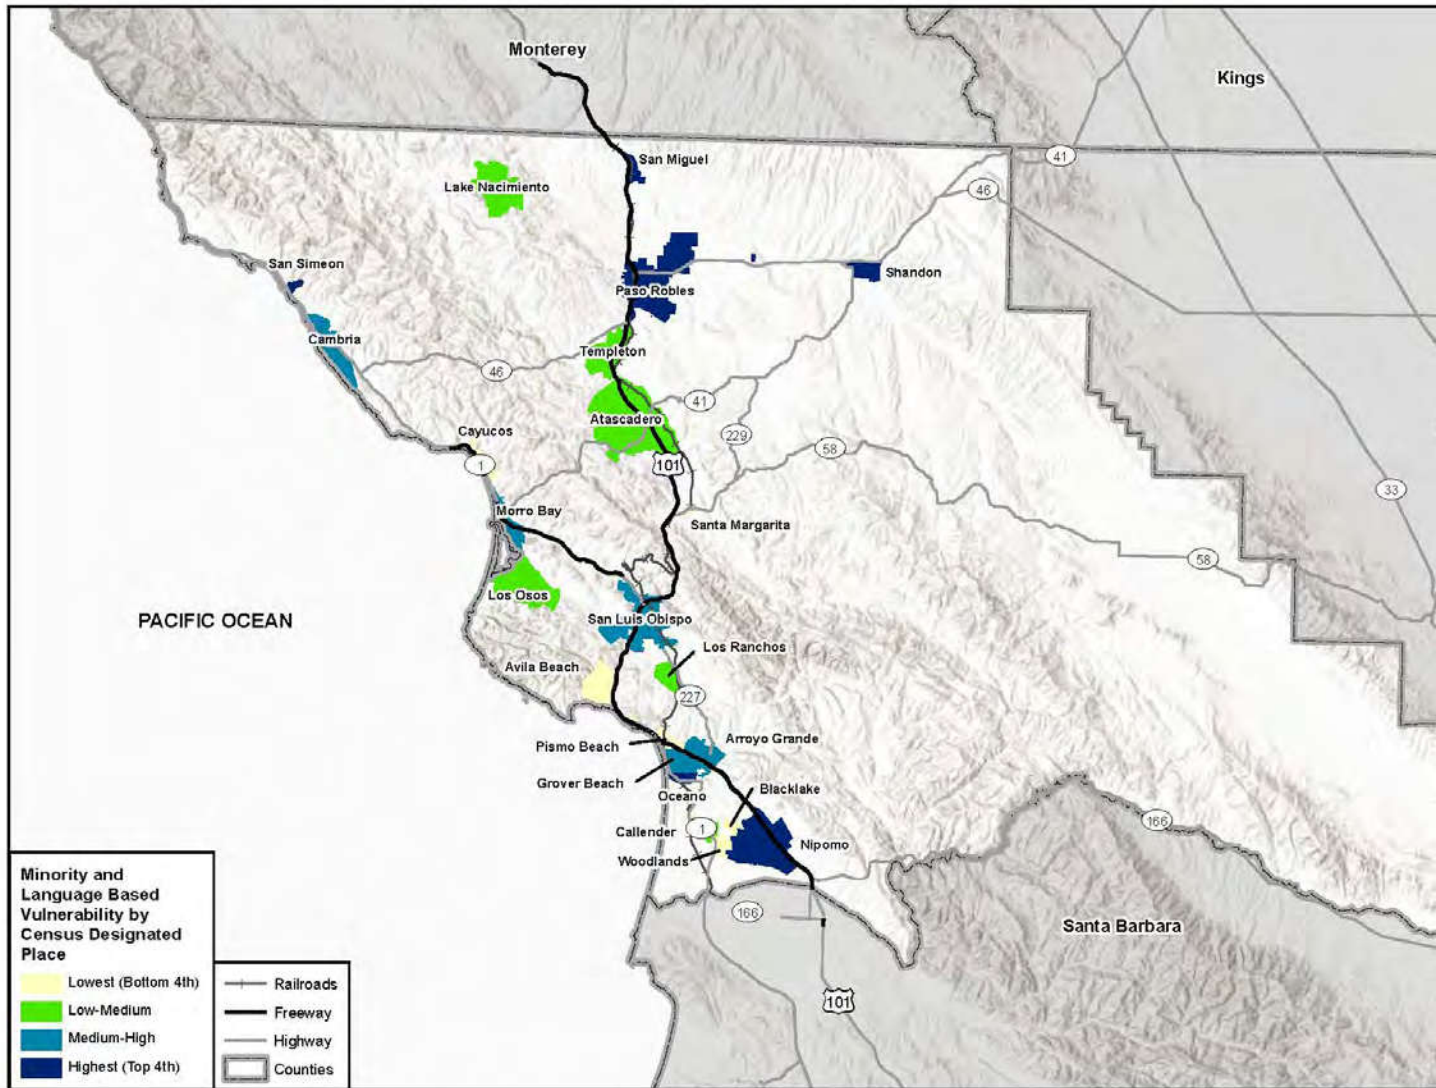 Monterey
Kings
41
San Miguel
Lake Nacimiento
46
San Simeon
Shandon
Paso Robles
Cambria
Templeton
46
41
Atascadero
Cayucos
229
58
1
101
33
Morro Bay
Santa Margarita
58
Los Osos
PACIFIC OCEAN
San Luis Obispo
Los Ranchos
Avila Beach
227
Pismo Beach
Arroyo Grande
Grover Beach
Blacklake
Oceano
166
Callender
1
Nipomo
Woodlands
166
Santa Barbara
101
Minority and
Language Based
Vulnerability by
Census Designated
Place
Lowest (Bottom 4th)
Low-Medium
Medium-High
Highest (Top 4th)
Railroads
Freeway
Highway
Counties